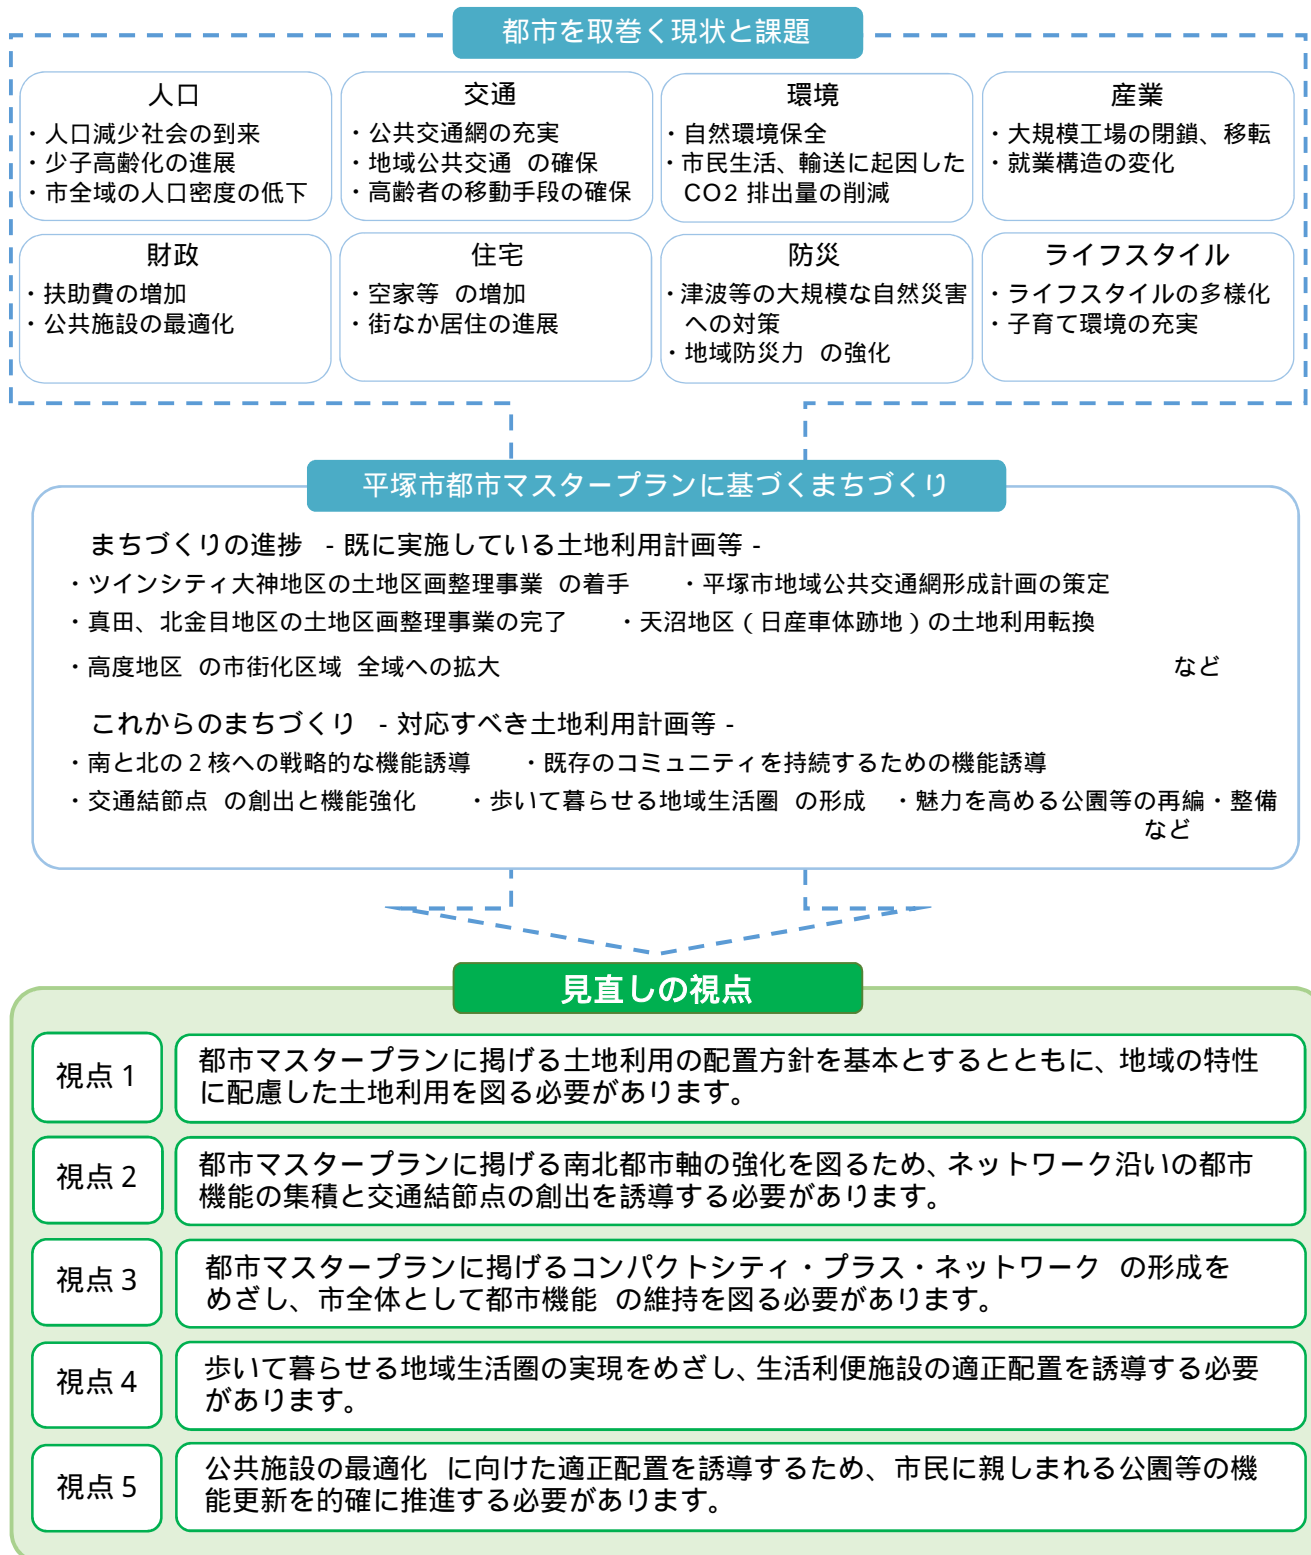 都市を取巻く現状と課題
人口
・人口減少社会の到来
・少子高齢化の進展
・市全域の人口密度の低下
交通
・公共交通網の充実
・地域公共交通 の確保
・高齢者の移動手段の確保
環境
・自然環境保全
・市民生活、輸送に起因した
CO2 排出量の削減
産業
・大規模工場の閉鎖、移転
・就業構造の変化
財政
・扶助費の増加
・公共施設の最適化
住宅
・空家等 の増加
・街なか居住の進展
防災
・津波等の大規模な自然災害
への対策
・地域防災力 の強化
ライフスタイル
・ライフスタイルの多様化
・子育て環境の充実
平塚市都市マスタープランに基づくまちづくり
まちづくりの進捗 - 既に実施している土地利用計画等 -
・ツインシティ大神地区の土地区画整理事業 の着手 ・平塚市地域公共交通網形成計画の策定
・真田、北金目地区の土地区画整理事業の完了 ・天沼地区（日産車体跡地）の土地利用転換
・高度地区 の市街化区域 全域への拡大 など
これからのまちづくり - 対応すべき土地利用計画等 -
・南と北の２核への戦略的な機能誘導 ・既存のコミュニティを持続するための機能誘導
・交通結節点 の創出と機能強化 ・歩いて暮らせる地域生活圏 の形成 ・魅力を高める公園等の再編・整備
など
見直しの視点
視点１
都市マスタープランに掲げる土地利用の配置方針を基本とするとともに、地域の特性
に配慮した土地利用を図る必要があります。
視点２
都市マスタープランに掲げる南北都市軸の強化を図るため、ネットワーク沿いの都市
機能の集積と交通結節点の創出を誘導する必要があります。
視点３
都市マスタープランに掲げるコンパクトシティ・プラス・ネットワーク の形成を
めざし、市全体として都市機能 の維持を図る必要があります。
視点４
歩いて暮らせる地域生活圏の実現をめざし、生活利便施設の適正配置を誘導する必要
があります。
視点５
公共施設の最適化 に向けた適正配置を誘導するため、市民に親しまれる公園等の機
能更新を的確に推進する必要があります。